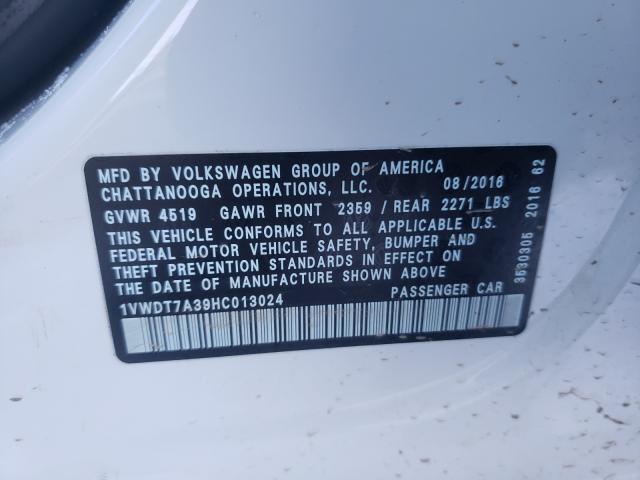 MFD BY VOLKSWAGEN GROUP OF AMERICA
CHATTANOOGA OPERATIONS, LLC. 08/2016
GVWR 4519 GAWR FRONT 2359 / REAR 2271 LBS
THIS VEHICLE CONFORMS TO ALL APPLICABLE U.S.
FEDERAL MOTOR VEHICLE SAFETY, BUMPER AND
THEFT PREVENTION STANDARDS IN EFFECT ON
THE DATE OF MANUFACTURE SHOWN ABOVE
1VWDT7A39HC013024 PASSENGER CAR
3530305 2016 62